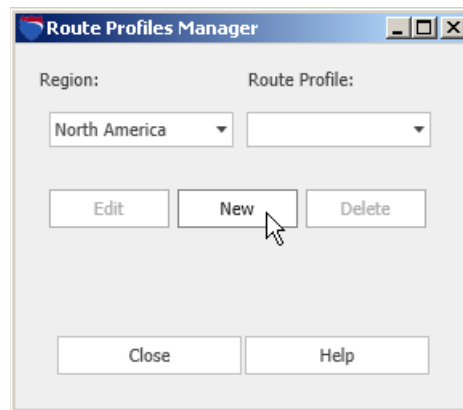 Route Profiles Manager
Region: Route Profile:
North America
Edit New Delete
Close Help